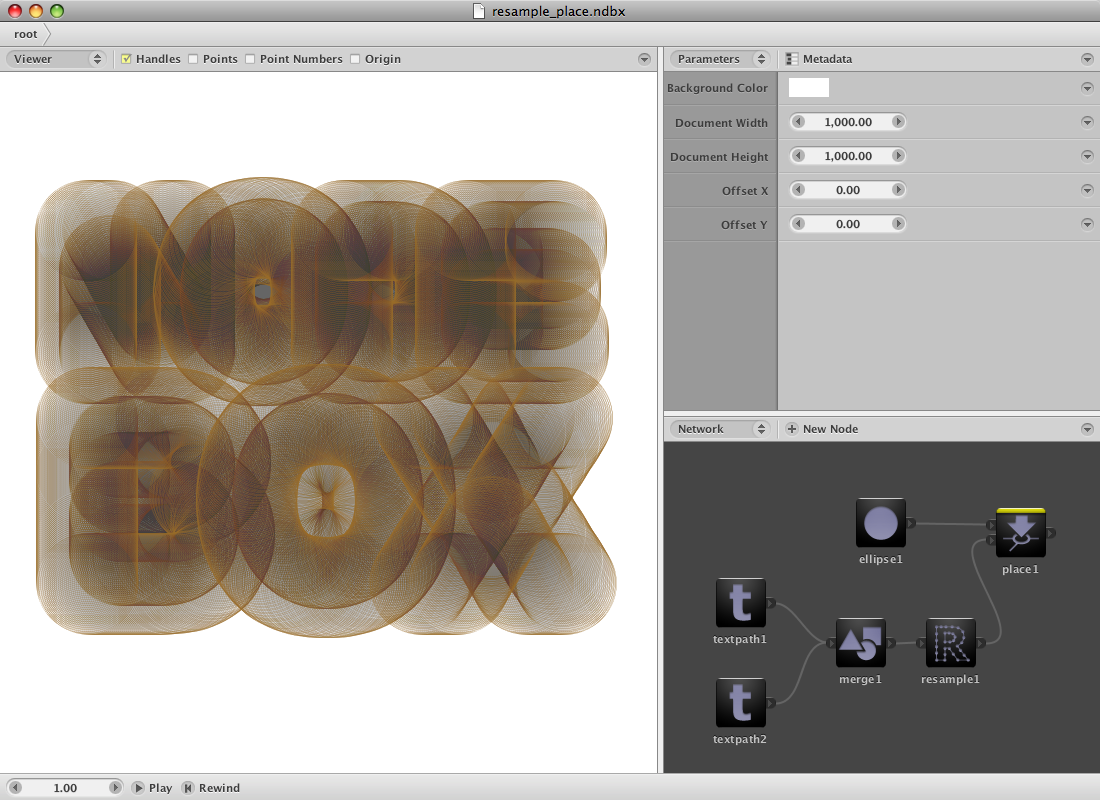 resample_place.ndbx
root
Viewer Handles Points Point Numbers Origin
Parameters Metadata
Background Color
Document Width 1,000.00
Document Height 1,000.00
Offset X 0.00
Offset Y 0.00
NODE
BOX
Network New Node
ellipse1
place1
textpath1
merge1
resample1
textpath2
1.00 Play Rewind